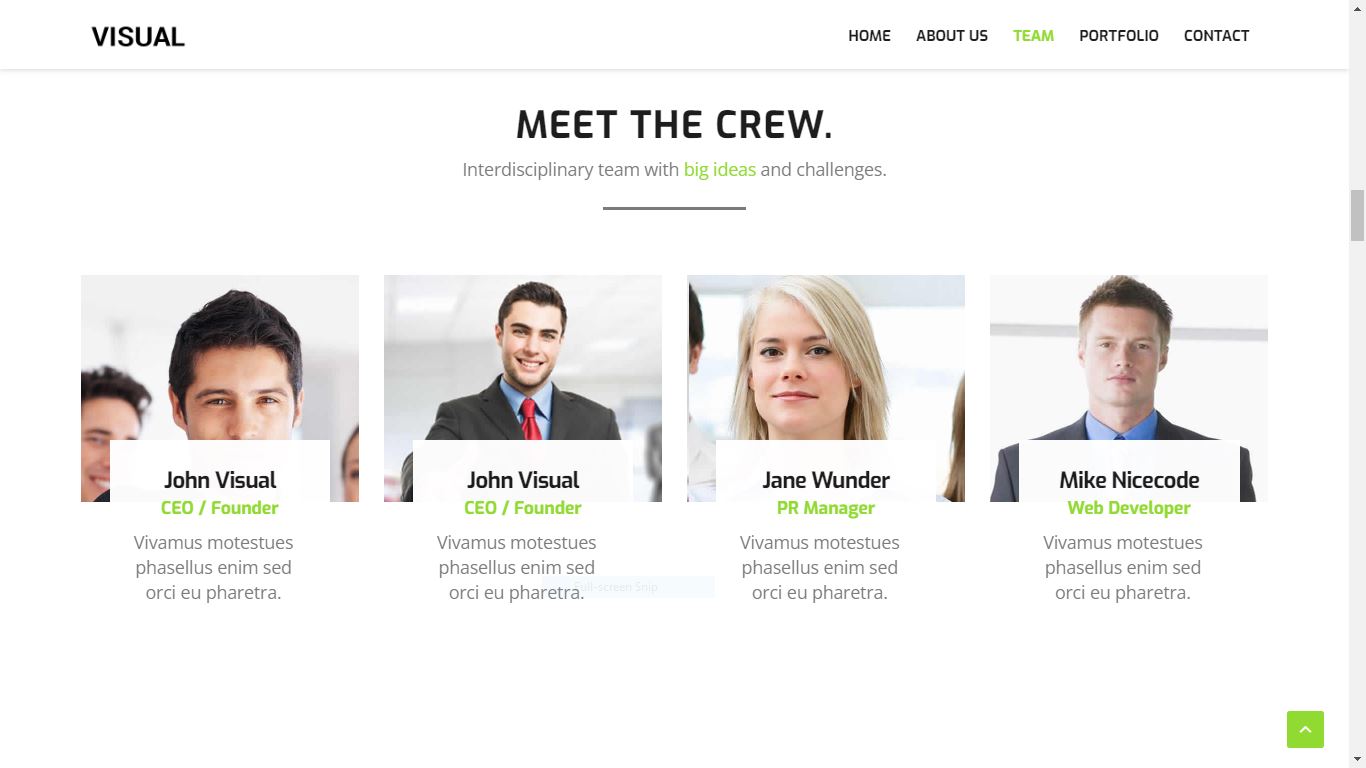 VISUAL
HOME ABOUT US TEAM PORTFOLIO CONTACT
MEET THE CREW.
Interdisciplinary team with big ideas and challenges.
John Visual
CEO / Founder
Vivamus motestues
phasellus enim sed
orci eu pharetra.
John Visual
CEO / Founder
Vivamus motestues
phasellus enim sed
orci eu pharetra.
Full-screen Snip
Jane Wunder
PR Manager
Vivamus motestues
phasellus enim sed
orci eu pharetra.
Mike Nicecode
Web Developer
Vivamus motestues
phasellus enim sed
orci eu pharetra.